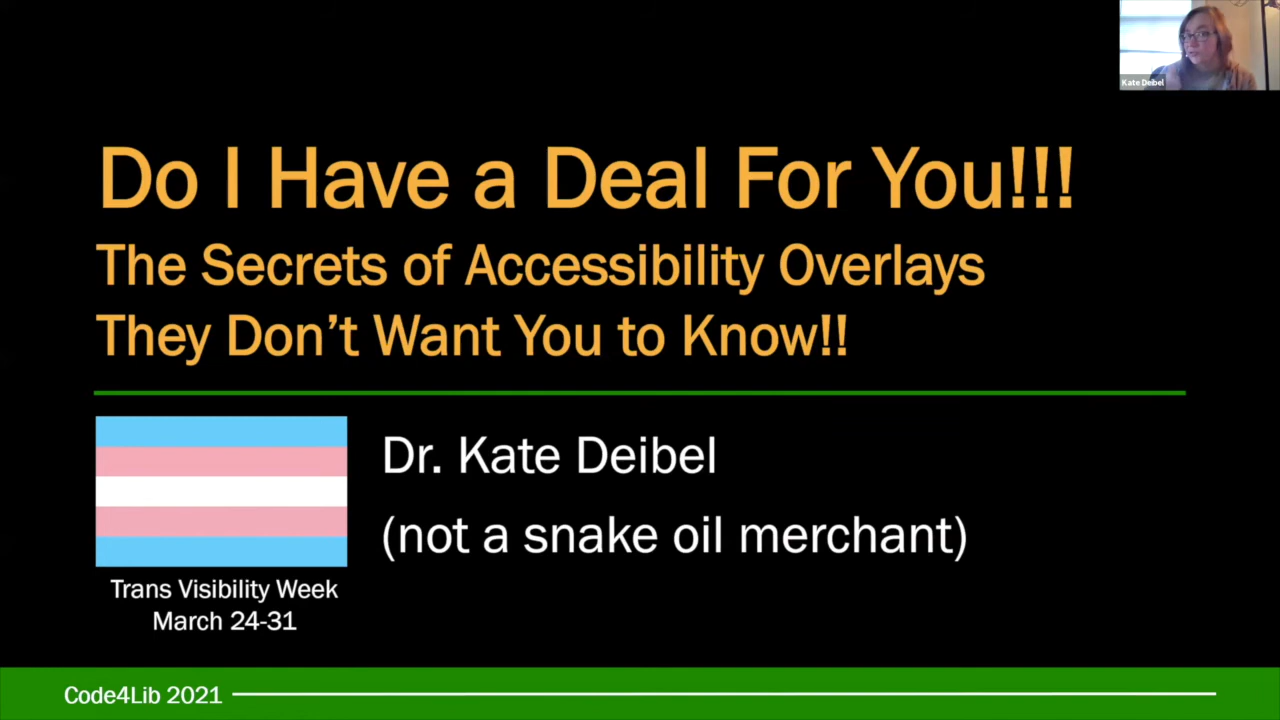 Kate Deibel
Do I Have a Deal For You!!!
The Secrets of Accessibility Overlays
They Don’t Want You to Know!!
Dr. Kate Deibel
(not a snake oil merchant)
Trans Visibility Week
March 24-31
Code4Lib 2021